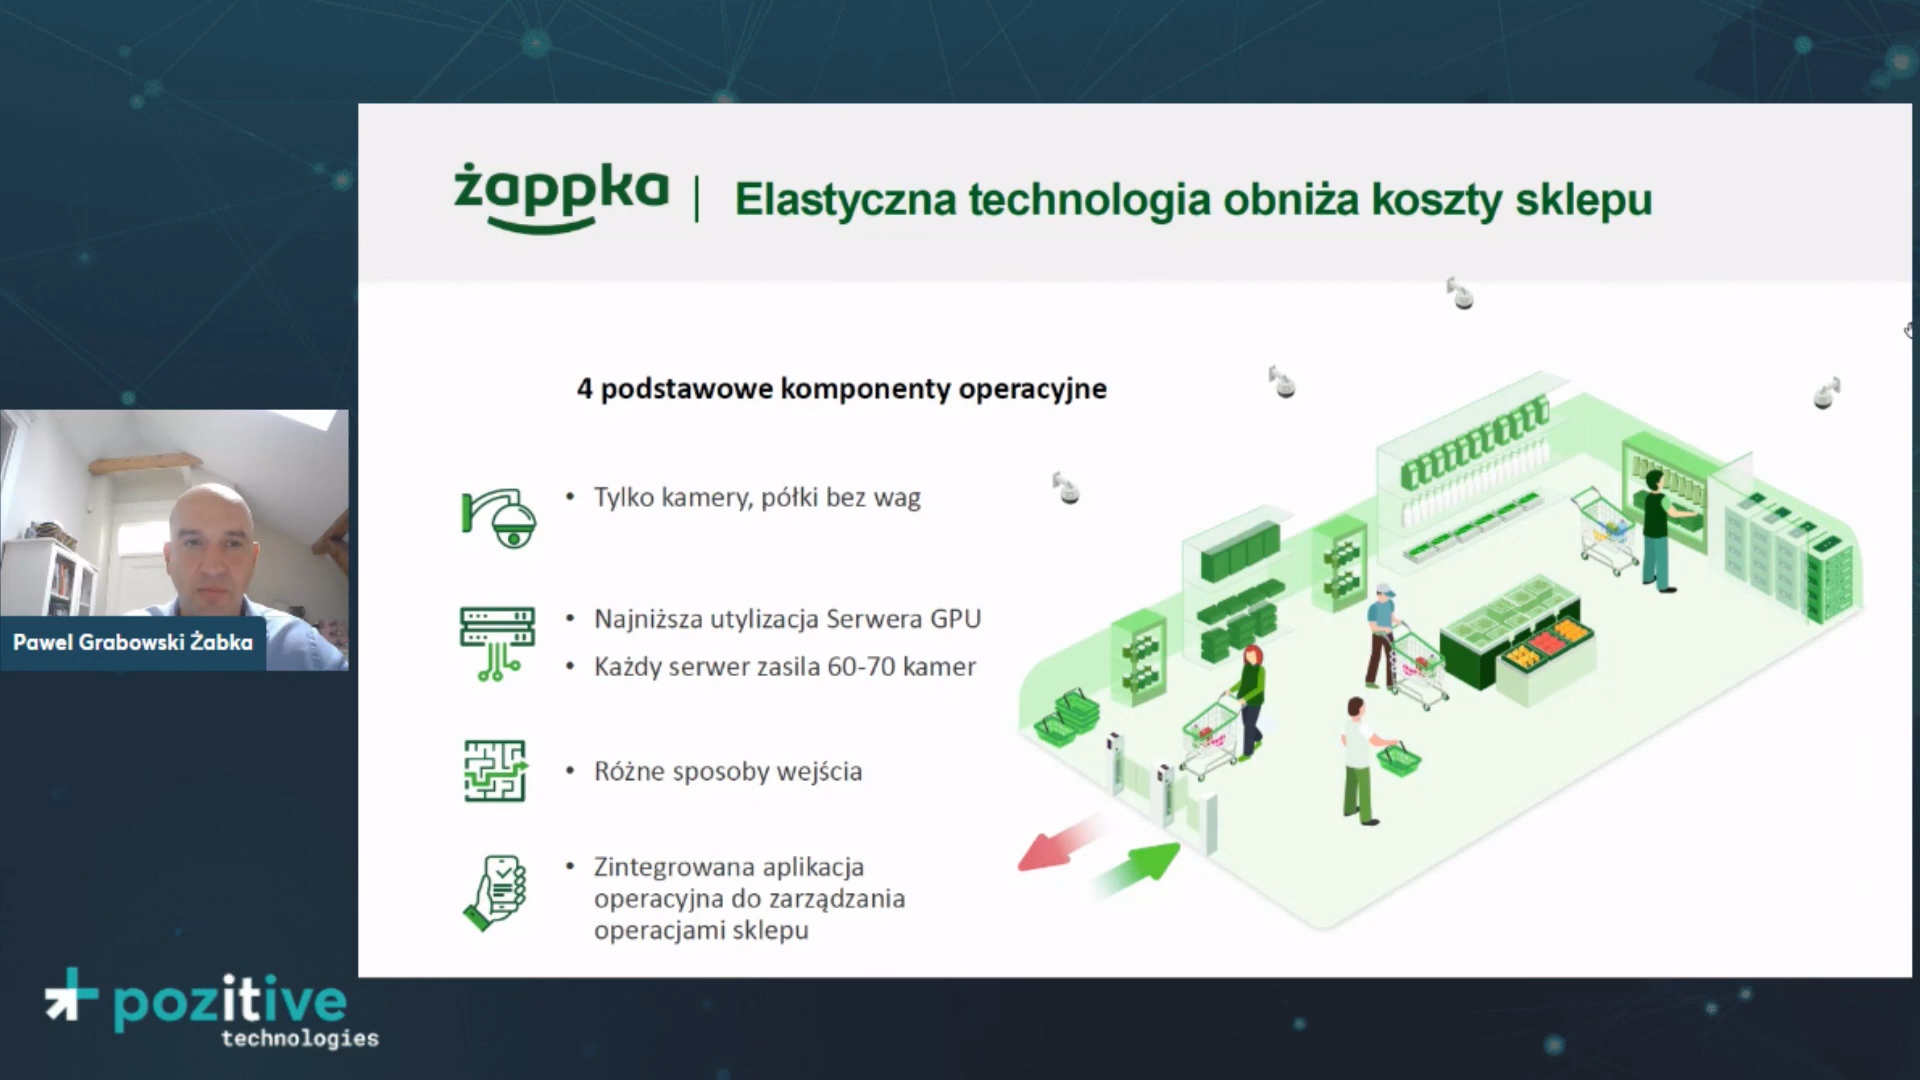 żappka | Elastyczna technologia obniża koszty sklepu
4 podstawowe komponenty operacyjne
• Tylko kamery, półki bez wag
• Najniższa utylizacja Serwera GPU
• Każdy serwer zasila 60-70 kamer
• Różne sposoby wejścia
• Zintegrowana aplikacja
operacyjna do zarządzania
operacjami sklepu
Pawel Grabowski Żabka
pozitive
technologies